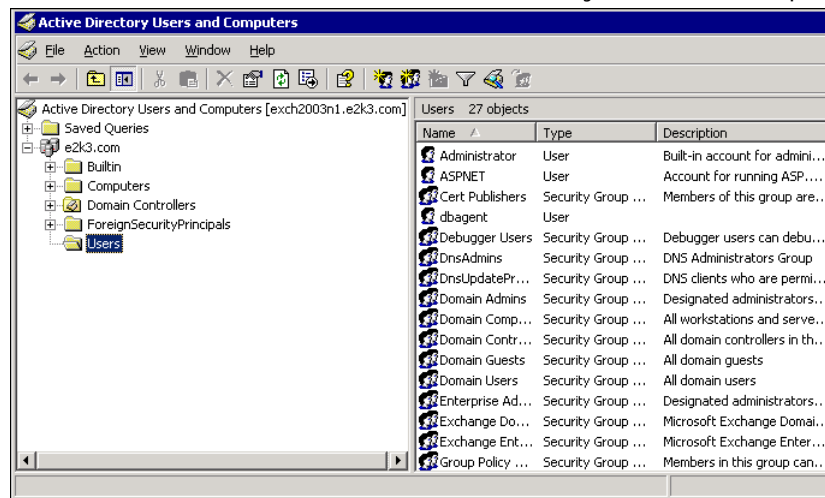 Active Directory Users and Computers
File Action View Window Help
Active Directory Users and Computers [exch2003n1.e2k3.com]
Saved Queries
e2k3.com
Builtin
Computers
Domain Controllers
ForeignSecurityPrincipals
Users
Users 27 objects
Name Type Description
Administrator User Built-in account for admini...
ASPNET User Account for running ASP....
Cert Publishers Security Group ... Members of this group are...
dbagent User
Debugger Users Security Group ... Debugger users can debu...
DnsAdmins Security Group ... DNS Administrators Group
DnsUpdatePr... Security Group ... DNS clients who are permi...
Domain Admins Security Group ... Designated administrators...
Domain Comp... Security Group ... All workstations and serve...
Domain Contr... Security Group ... All domain controllers in th...
Domain Guests Security Group ... All domain guests
Domain Users Security Group ... All domain users
Enterprise Ad... Security Group ... Designated administrators...
Exchange Do... Security Group ... Microsoft Exchange Domai...
Exchange Ent... Security Group ... Microsoft Exchange Enter...
Group Policy ... Security Group ... Members in this group can...